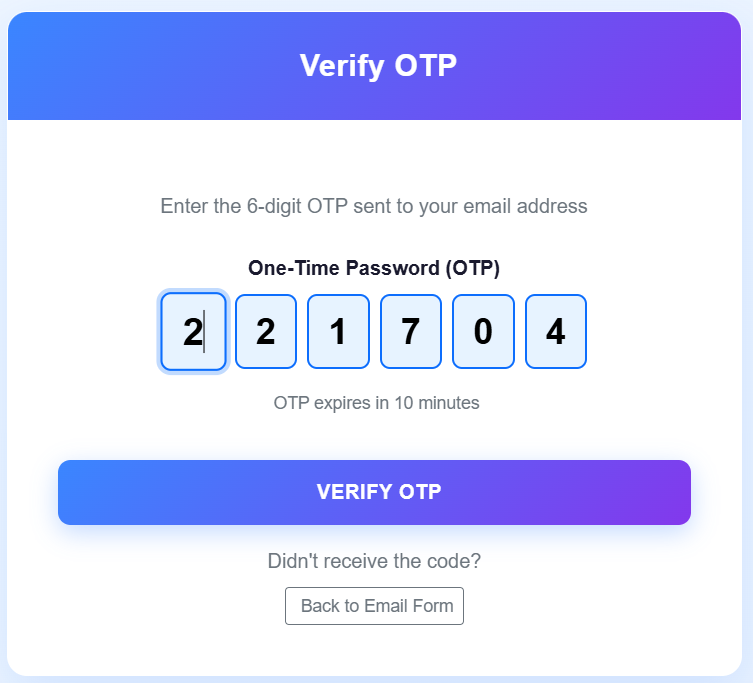 Verify OTP
Enter the 6-digit OTP sent to your email address
One-Time Password (OTP)
2 2 1 7 0 4
OTP expires in 10 minutes
VERIFY OTP
Didn't receive the code?
Back to Email Form